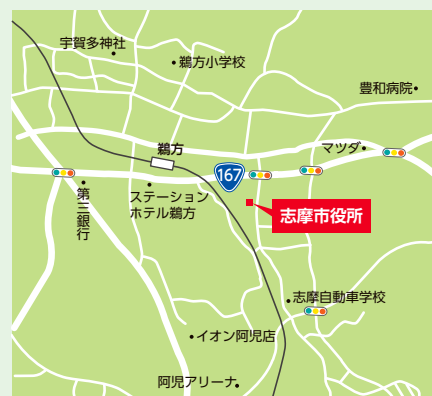 宇賀多神社
鵜方小学校
豊和病院
マツダ
鵜方
167
第三銀行
ステーション
ホテル鵜方
志摩市役所
志摩自動車学校
イオン阿児店
阿児アリーナ